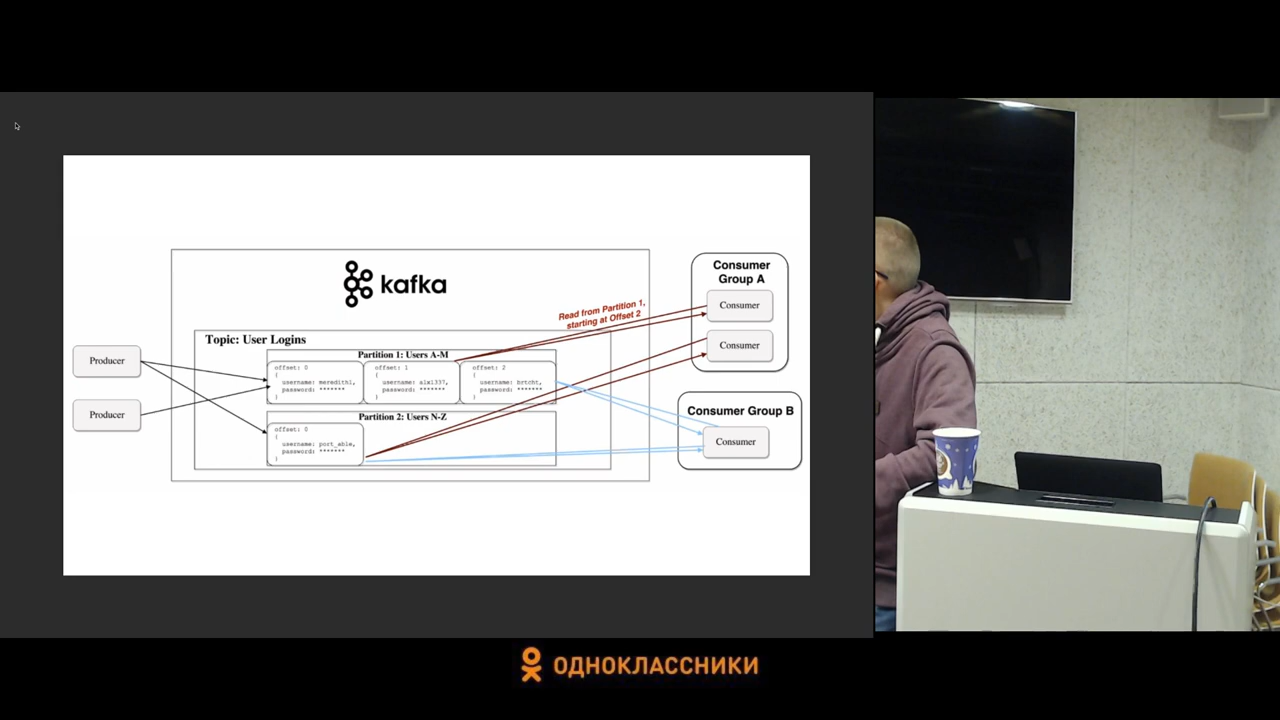 kafka
Consumer
Group A
Consumer
Consumer
Read from Partition 1,
starting at Offset 2
Topic: User Logins
Partition 1: Users A-M
offset: 0
{
username: meredith1,
password: *******
}
offset: 1
{
username: alx1337,
password: *******
}
offset: 2
{
username: brtcht,
password: *******
}
Producer
Producer
Partition 2: Users N-Z
offset: 0
{
username: port_able,
password: *******
}
Consumer Group B
Consumer
ОДНОКЛАССНИКИ